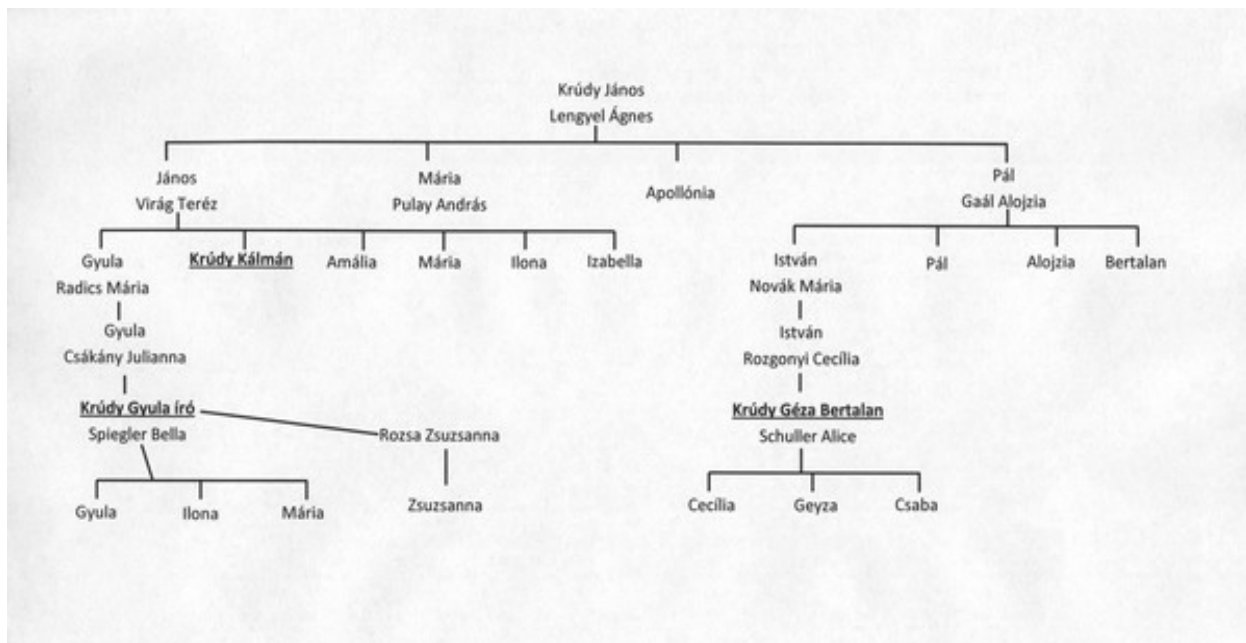 Krúdy János
Lengyel Ágnes
János
Virág Teréz
Mária
Pulay András
Apollónia
Pál
Gaál Alojzia
Gyula
Radics Mária
Krúdy Kálmán
Amália
Mária
Ilona
Izabella
István
Novák Mária
Pál
Alojzia
Bertalan
Gyula
Csákány Julianna
István
Rozgonyi Cecília
Krúdy Gyula író
Spiegler Bella
Rozsa Zsuzsanna
Krúdy Géza Bertalan
Schuller Alice
Gyula
Ilona
Mária
Zsuzsanna
Cecília
Geyza
Csaba